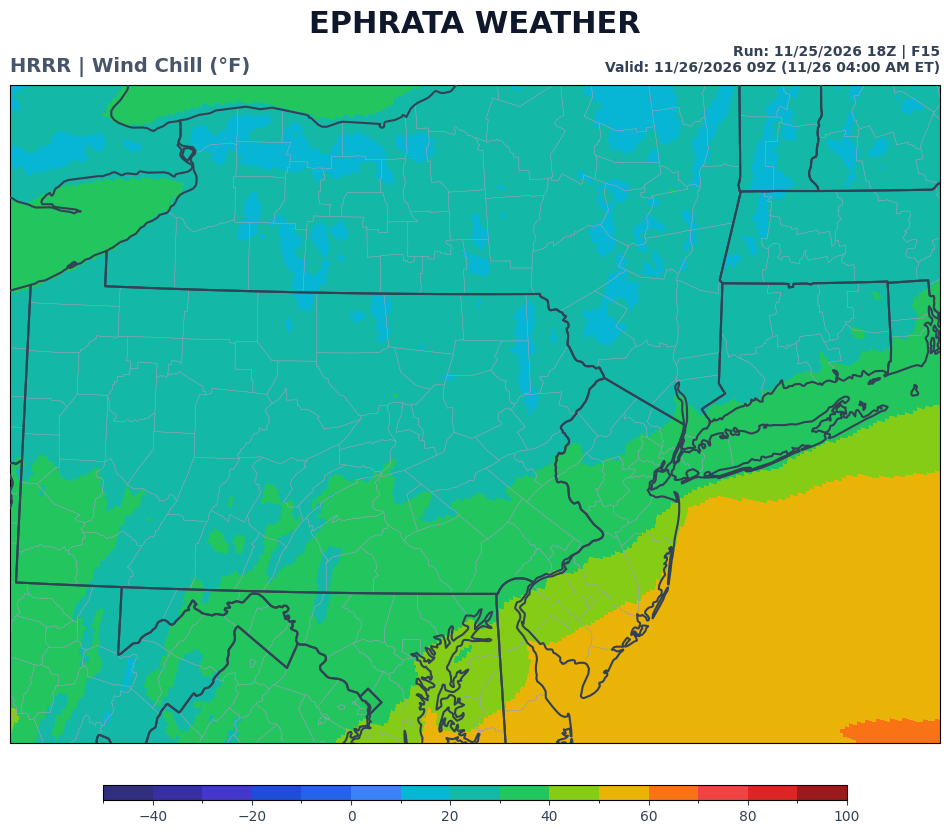 EPHRATA WEATHER
Run: 11/25/2026 18Z | F15
HRRR | Wind Chill (°F)
Valid: 11/26/2026 09Z (11/26 04:00 AM ET)
−40 −20 0 20 40 60 80 100